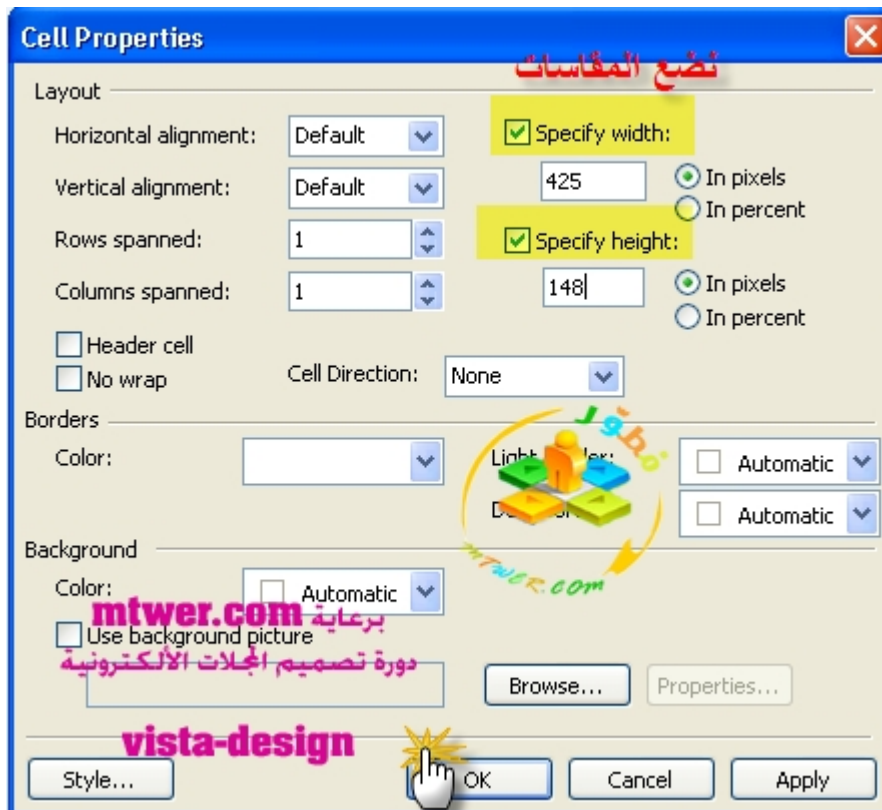 Cell Properties
نضع المقاسات
Layout
Horizontal alignment: Default
Specify width:
Vertical alignment: Default
425 In pixels
In percent
Rows spanned: 1
Specify height:
Columns spanned: 1
148 In pixels
In percent
Header cell
No wrap
Cell Direction: None
Borders
Color:
Light Automatic
Automatic
مطور
mTwer.com
Background
Color: Automatic
برعاية mtwer.com
Use background picture
دورة تصميم المجلات الألكترونية
Browse... Properties...
vista-design
Style... OK Cancel Apply